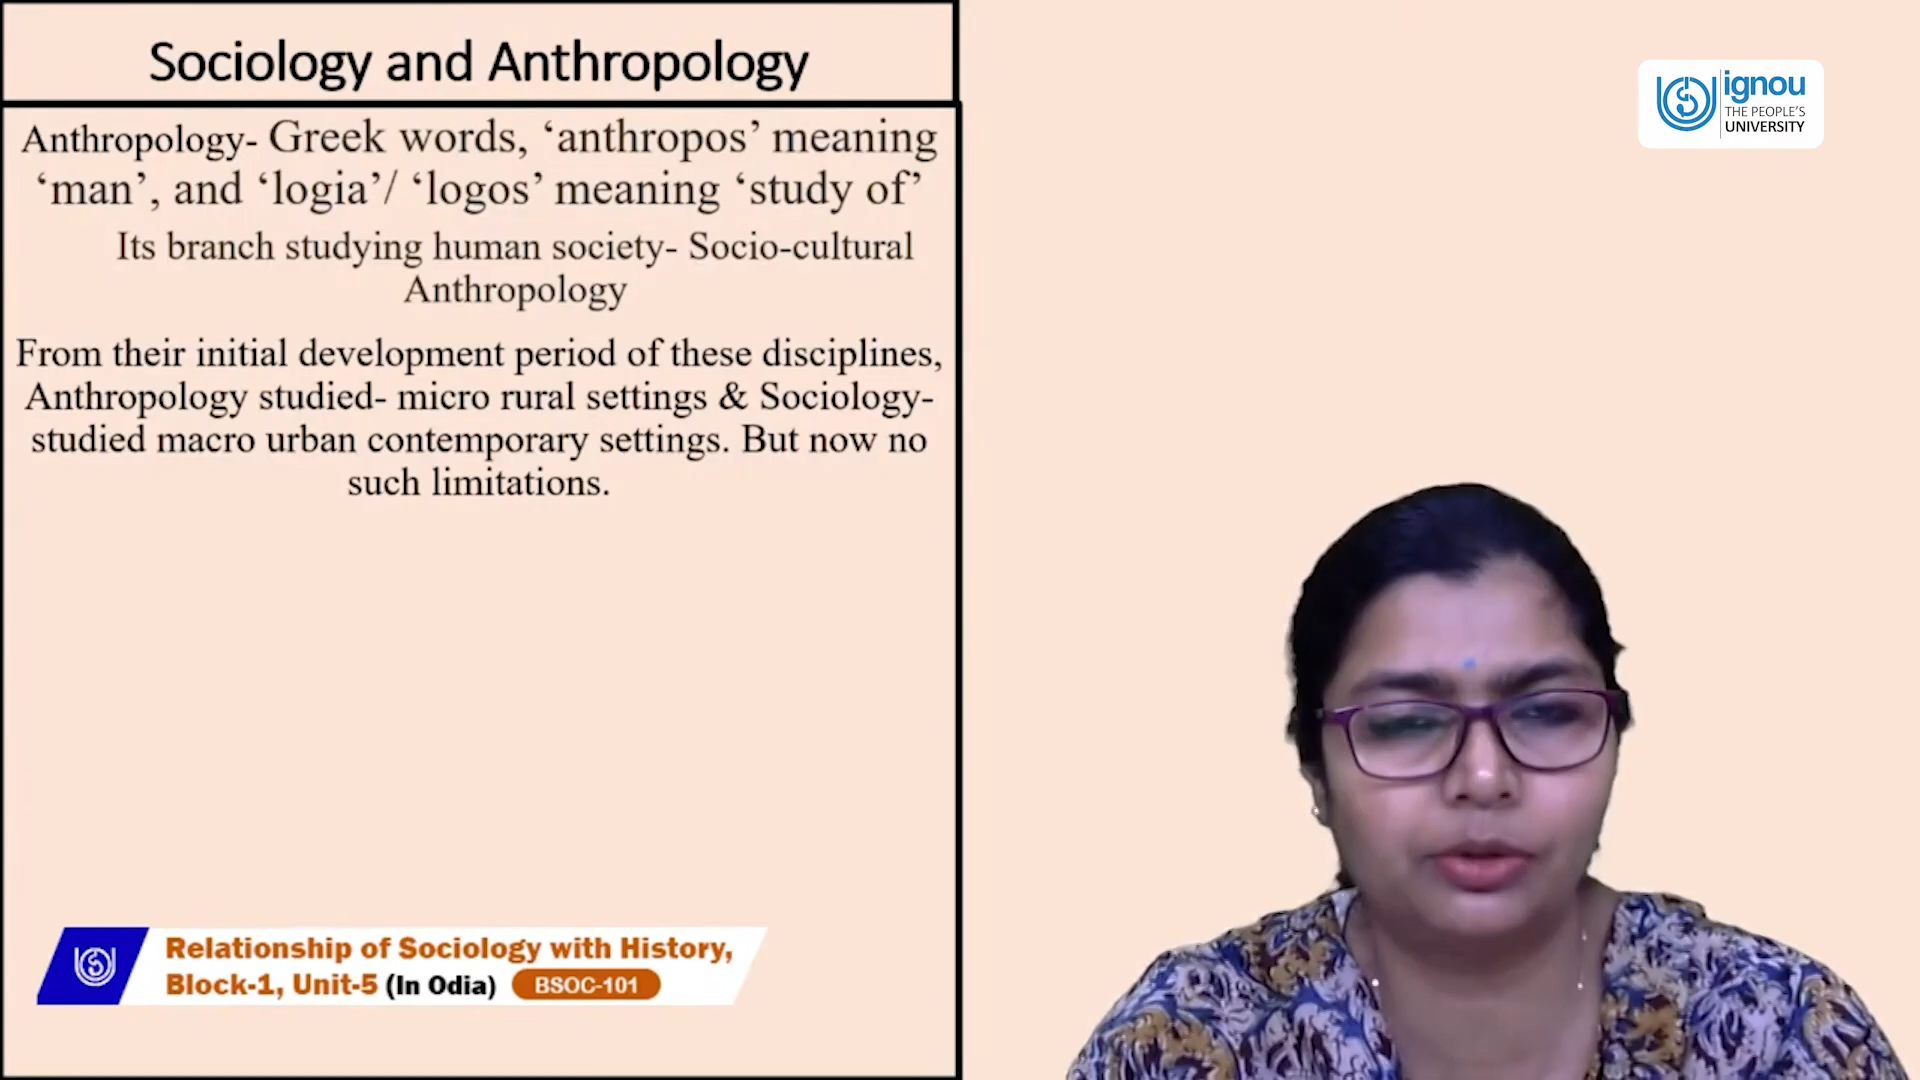 Sociology and Anthropology
Anthropology- Greek words, ‘anthropos’ meaning
‘man’, and ‘logia’/ ‘logos’ meaning ‘study of’
Its branch studying human society- Socio-cultural
Anthropology
From their initial development period of these disciplines,
Anthropology studied- micro rural settings & Sociology-
studied macro urban contemporary settings. But now no
such limitations.
ignou
THE PEOPLE'S
UNIVERSITY
Relationship of Sociology with History,
Block-1, Unit-5 (In Odia) BSOC-101